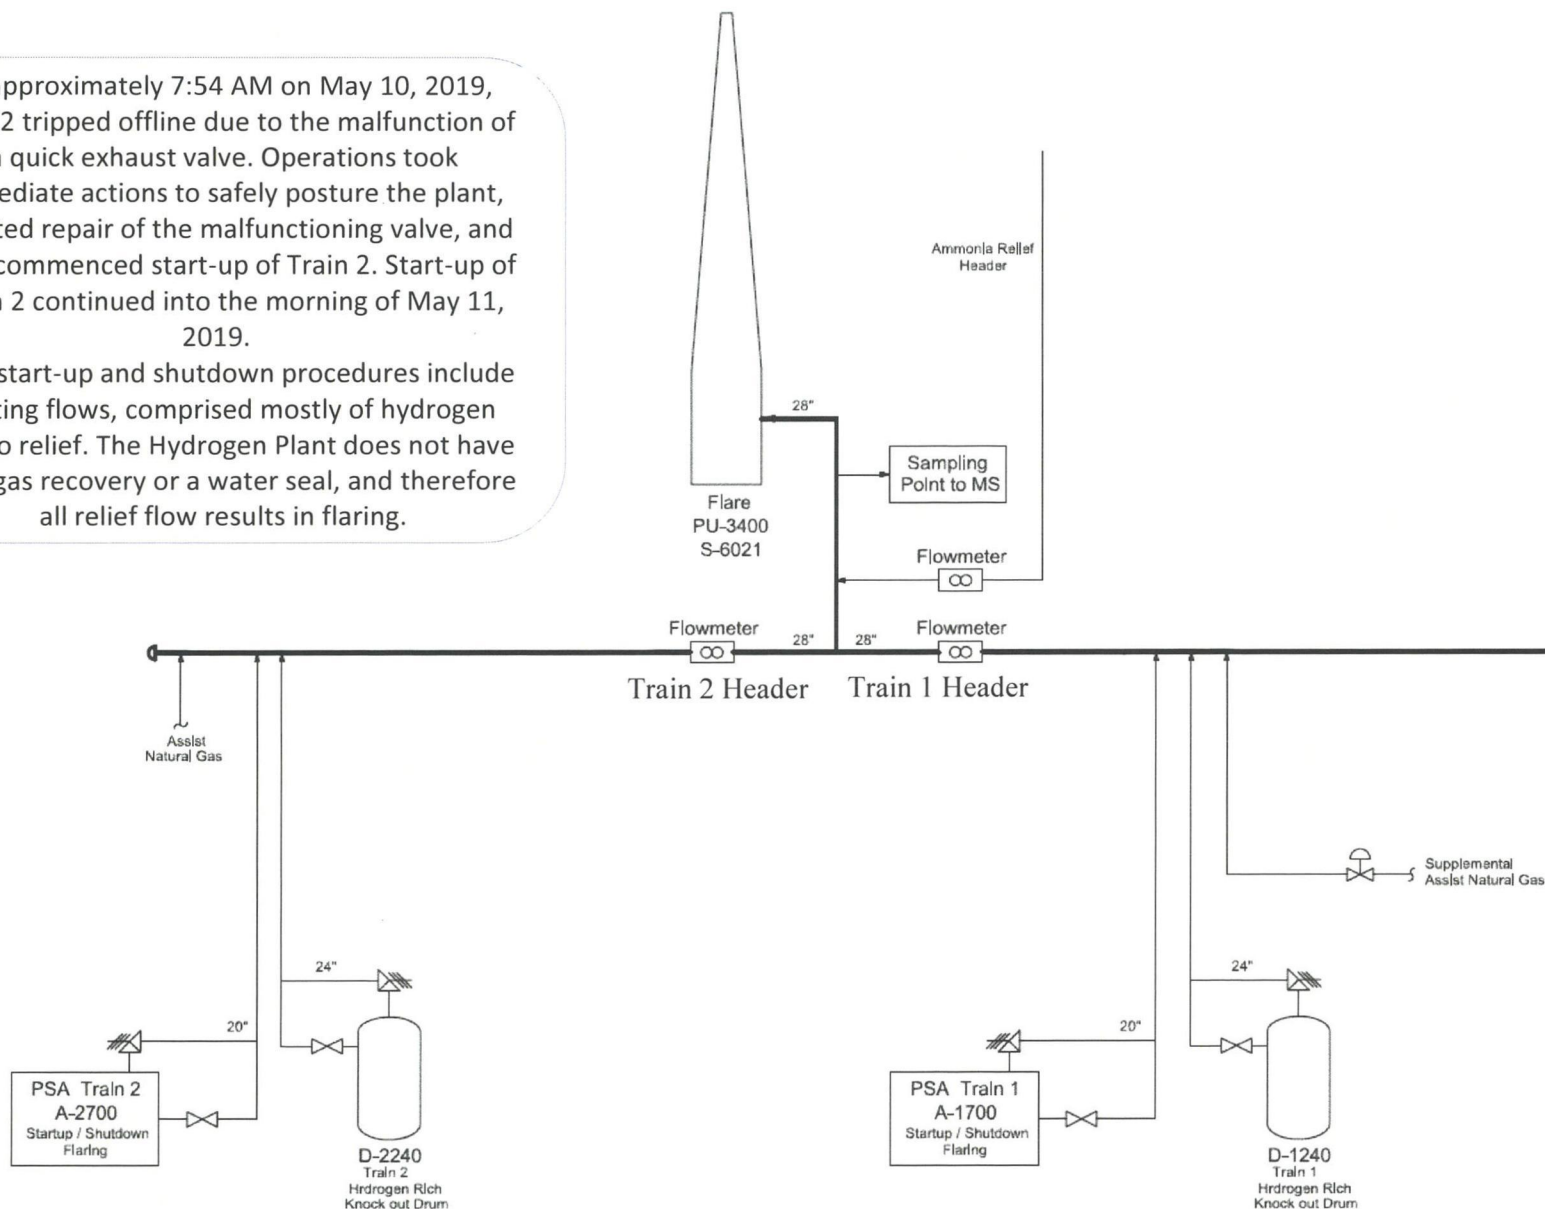 approximately 7:54 AM on May 10, 2019,
2 tripped offline due to the malfunction of
quick exhaust valve. Operations took
ediate actions to safely posture the plant,
ted repair of the malfunctioning valve, and
commenced start-up of Train 2. Start-up of
2 continued into the morning of May 11,
2019.
start-up and shutdown procedures include
ting flows, comprised mostly of hydrogen
o relief. The Hydrogen Plant does not have
gas recovery or a water seal, and therefore
all relief flow results in flaring.
Ammonia Relief
Header
28"
Sampling
Point to MS
Flare
PU-3400
S-6021
Flowmeter
Flowmeter
28"
28"
Flowmeter
Train 2 Header
Train 1 Header
Assist
Natural Gas
Supplemental
Assist Natural Gas
24"
20"
PSA Train 2
A-2700
Startup / Shutdown
Flaring
D-2240
Train 2
Hrdrogen Rich
Knock out Drum
24"
20"
PSA Train 1
A-1700
Startup / Shutdown
Flaring
D-1240
Train 1
Hrdrogen Rich
Knock out Drum